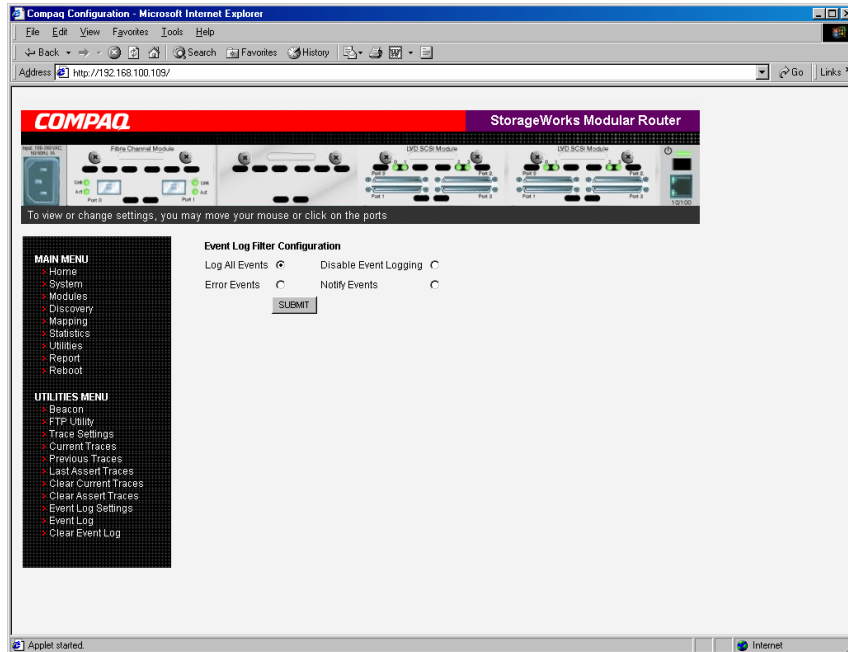 Compaq Configuration - Microsoft Internet Explorer
File Edit View Favorites Tools Help
Back Search Favorites History
Address http://192.168.100.109/ Go Links
COMPAQ StorageWorks Modular Router
Fibre Channel Module LVD SCSI Module LVD SCSI Module
Link Link Port 0 Port 2 Port 0 Port 2
Act Act
Port 0 Port 1 Port 1 Port 3 Port 1 Port 3 10/100
To view or change settings, you may move your mouse or click on the ports
Event Log Filter Configuration
Log All Events Disable Event Logging
Error Events Notify Events
SUBMIT
MAIN MENU
> Home
> System
> Modules
> Discovery
> Mapping
> Statistics
> Utilities
> Report
> Reboot
UTILITIES MENU
> Beacon
> FTP Utility
> Trace Settings
> Current Traces
> Previous Traces
> Last Assert Traces
> Clear Current Traces
> Clear Assert Traces
> Event Log Settings
> Event Log
> Clear Event Log
Applet started. Internet